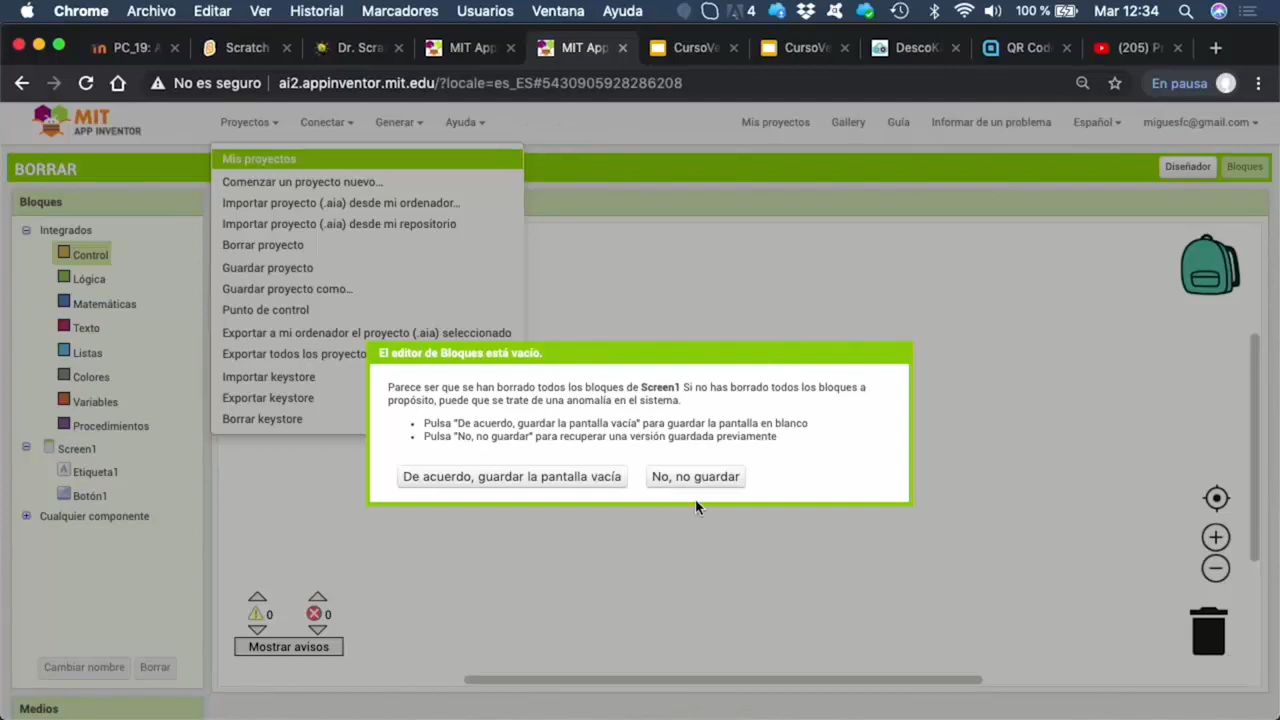 Chrome Archivo Editar Ver Historial Marcadores Usuarios Ventana Ayuda 4 100 % Mar 12:34
PC_19: Scratch Dr. Scra MIT App MIT App CursoVe CursoVe DescoK QR Cod (205) P
No es seguro ai2.appinventor.mit.edu/?locale=es_ES#5430905928286208 En pausa
MIT
APP INVENTOR
Proyectos Conectar Generar Ayuda Mis proyectos Gallery Guía Informar de un problema Español miguesfc@gmail.com
BORRAR
Diseñador Bloques
Bloques
Integrados
Control
Lógica
Matemáticas
Texto
Listas
Colores
Variables
Procedimientos
Screen1
Etiqueta1
Botón1
Cualquier componente
Cambiar nombre Borrar
Medios
Mis proyectos
Comenzar un proyecto nuevo...
Importar proyecto (.aia) desde mi ordenador...
Importar proyecto (.aia) desde mi repositorio
Borrar proyecto
Guardar proyecto
Guardar proyecto como...
Punto de control
Exportar a mi ordenador el proyecto (.aia) seleccionado
Exportar todos los proyecto
Importar keystore
Exportar keystore
Borrar keystore
El editor de Bloques está vacío.
Parece ser que se han borrado todos los bloques de Screen1 Si no has borrado todos los bloques a
propósito, puede que se trate de una anomalía en el sistema.
Pulsa "De acuerdo, guardar la pantalla vacía" para guardar la pantalla en blanco
Pulsa "No, no guardar" para recuperar una versión guardada previamente
De acuerdo, guardar la pantalla vacía No, no guardar
0 0
Mostrar avisos